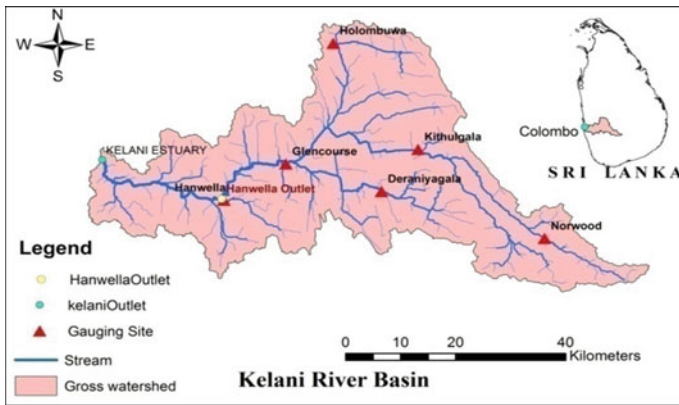 N
W E
S
Holombuwa
Colombo
SRI LANKA
KELANI ESTUARY
Glencourse
Kithulgala
Hanwella Hanwella Outlet
Deraniyagala
Norwood
Legend
HanwellaOutlet
kelaniOutlet
Gauging Site
Stream
Gross watershed
0 10 20 40
Kilometers
Kelani River Basin